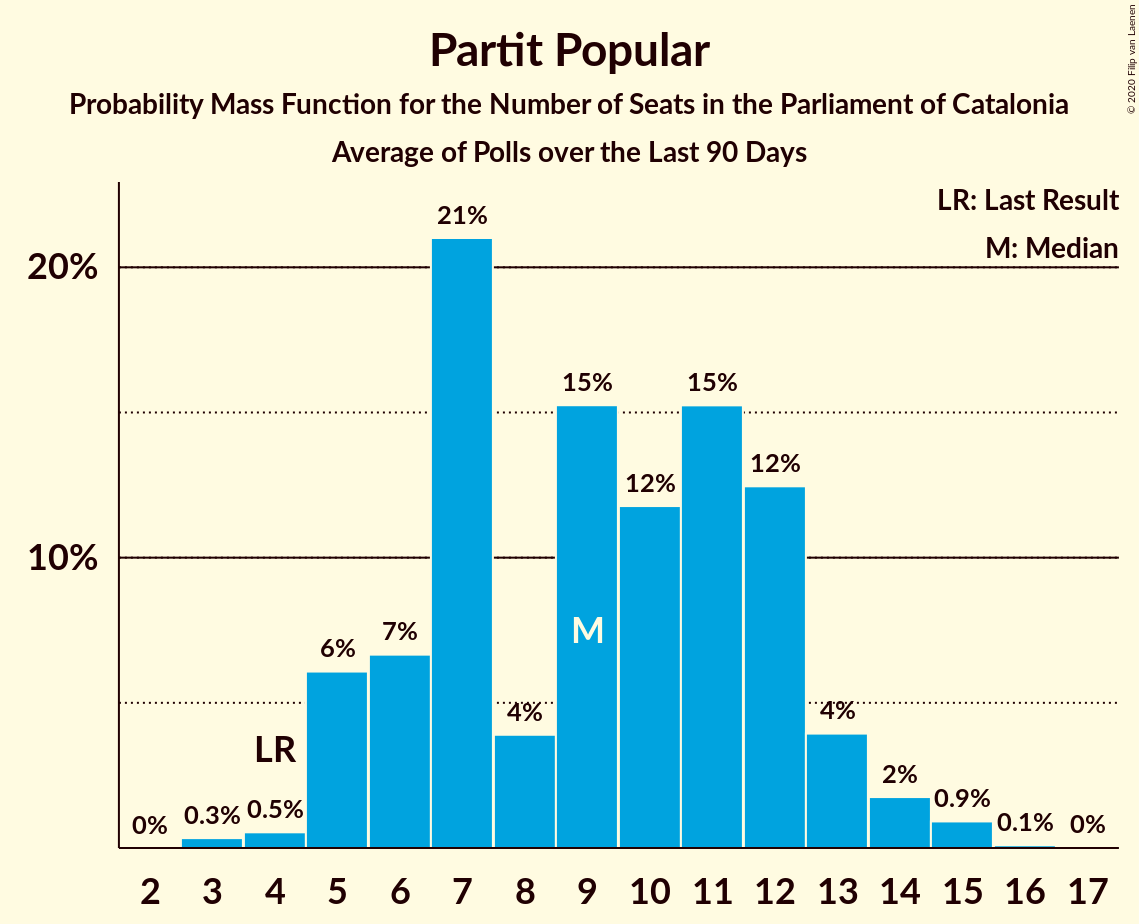 Partit Popular
Probability Mass Function for the Number of Seats in the Parliament of Catalonia
Average of Polls over the Last 90 Days
© 2020 Filip van Laenen
LR: Last Result
M: Median
20%
10%
0%
0.3%
0.5%
6%
7%
21%
4%
15%
12%
15%
12%
4%
2%
0.9%
0.1%
0%
LR
M
2 3 4 5 6 7 8 9 10 11 12 13 14 15 16 17